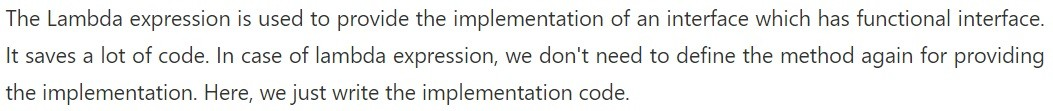 The Lambda expression is used to provide the implementation of an interface which has functional interface.
It saves a lot of code. In case of lambda expression, we don't need to define the method again for providing
the implementation. Here, we just write the implementation code.